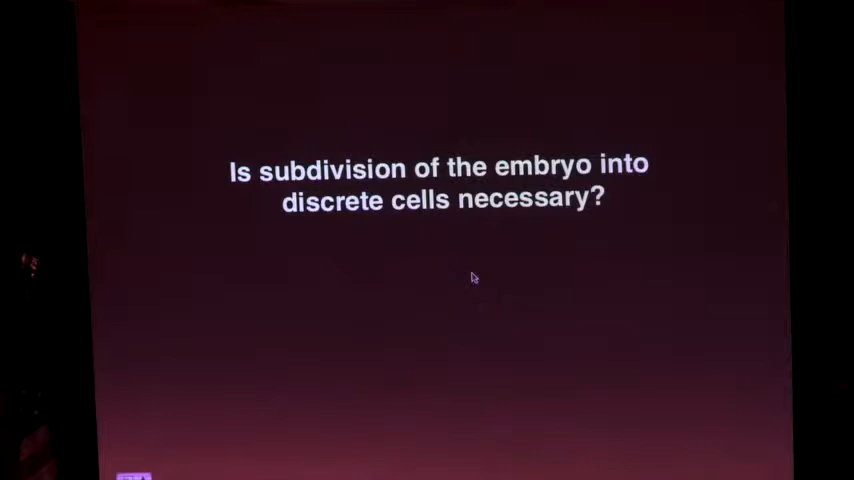 Is subdivision of the embryo into
discrete cells necessary?